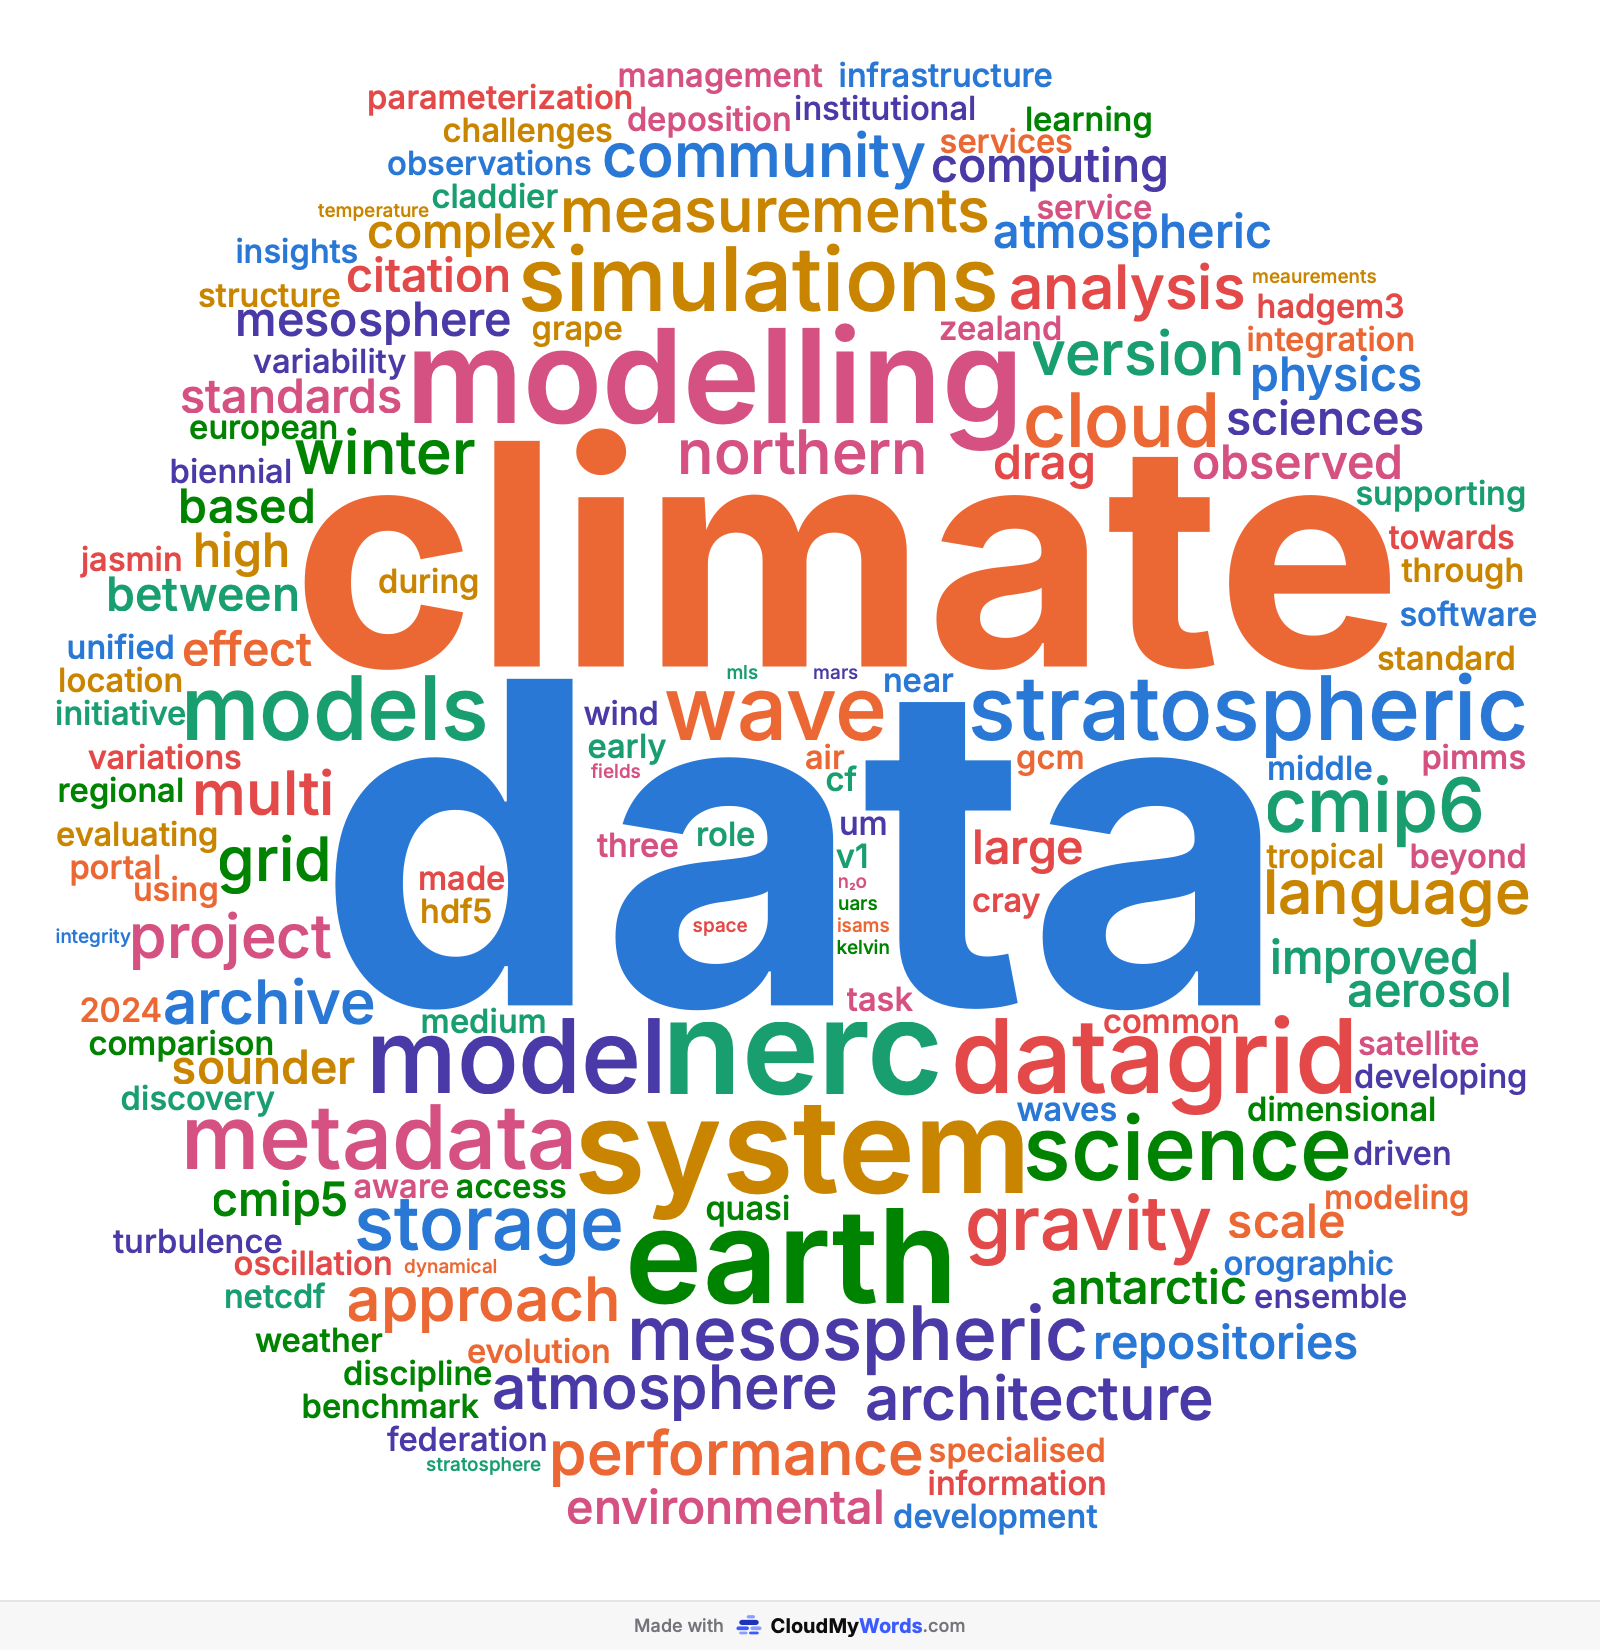 management infrastructure
parameterization institutional
challenges deposition learning
observations community services
computing
claddier measurements service
temperature complex atmospheric
insights citation simulations analysis meaurements
structure hadgem3
mesosphere grape zealand version integration
variability modelling physics
standards cloud sciences
european winter northern drag observed
biennial climate supporting
based towards
jasmin high during through
between software
unified effect standard
location mls mars near
initiative models wind wave stratospheric
variations early air gcm middle pimms
regional multi fields cf cmip6
evaluating data three role um large tropical beyond
portal grid v1 language
using made n₂o cray
hdf5 uars
integrity project space isams improved
kelvin
2024 archive task aerosol
comparison medium model nerc datagrid common satellite
sounder developing
discovery waves dimensional
metadata system science driven
cmip5 aware access modeling
turbulence storage quasi gravity scale
oscillation dynamical earth orographic
netcdf approach antarctic ensemble
weather evolution mesospheric repositories
discipline atmosphere architecture
benchmark
federation performance specialised
stratosphere information
environmental development
Made with CloudMyWords.com